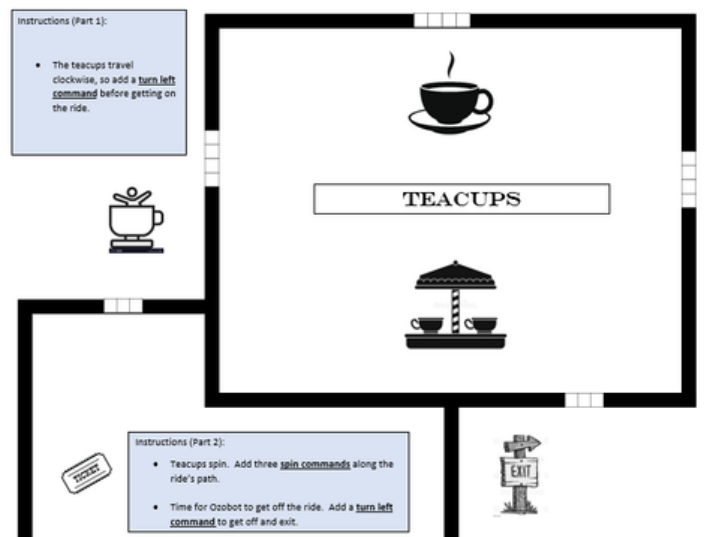 Instructions (Part 1):
• The teacups travel
clockwise, so add a turn left
command before getting on
the ride.
TEACUPS
Instructions (Part 2):
• Teacups spin. Add three spin commands along the
ride's path.
• Time for Ozobot to get off the ride. Add a turn left
command to get off and exit.
TICKET
EXIT